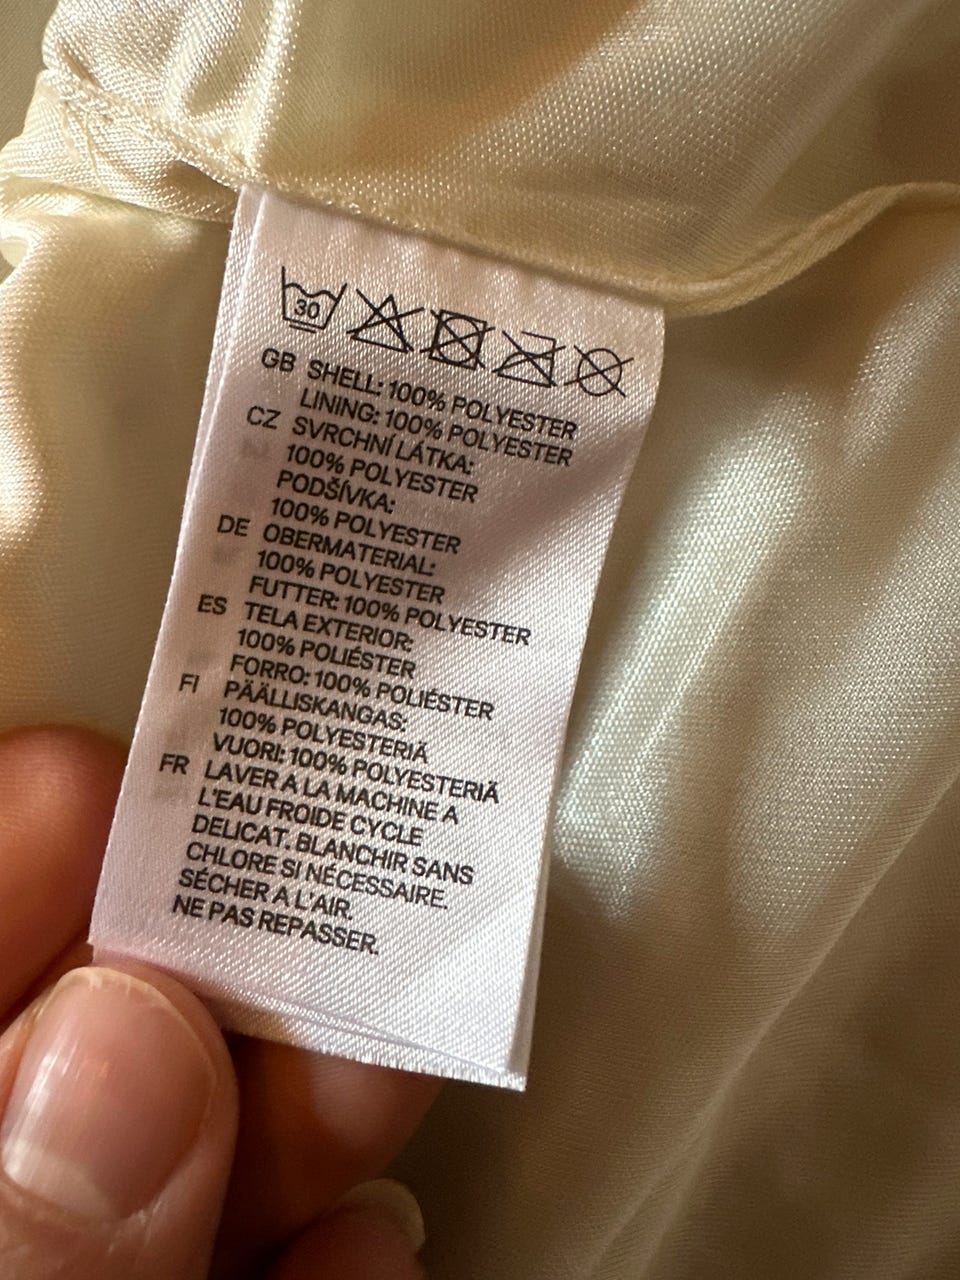 30
GB SHELL: 100% POLYESTER
LINING: 100% POLYESTER
CZ SVRCHNÍ LÁTKA:
100% POLYESTER
PODŠÍVKA:
100% POLYESTER
DE OBERMATERIAL:
100% POLYESTER
FUTTER: 100% POLYESTER
ES TELA EXTERIOR:
100% POLIÉSTER
FORRO: 100% POLIÉSTER
FI PÄÄLLISKANGAS:
100% POLYESTERIÄ
VUORI: 100% POLYESTERIÄ
FR LAVER A LA MACHINE A
L'EAU FROIDE CYCLE
DELICAT. BLANCHIR SANS
CHLORE SI NÉCESSAIRE.
SÉCHER A L'AIR.
NE PAS REPASSER.